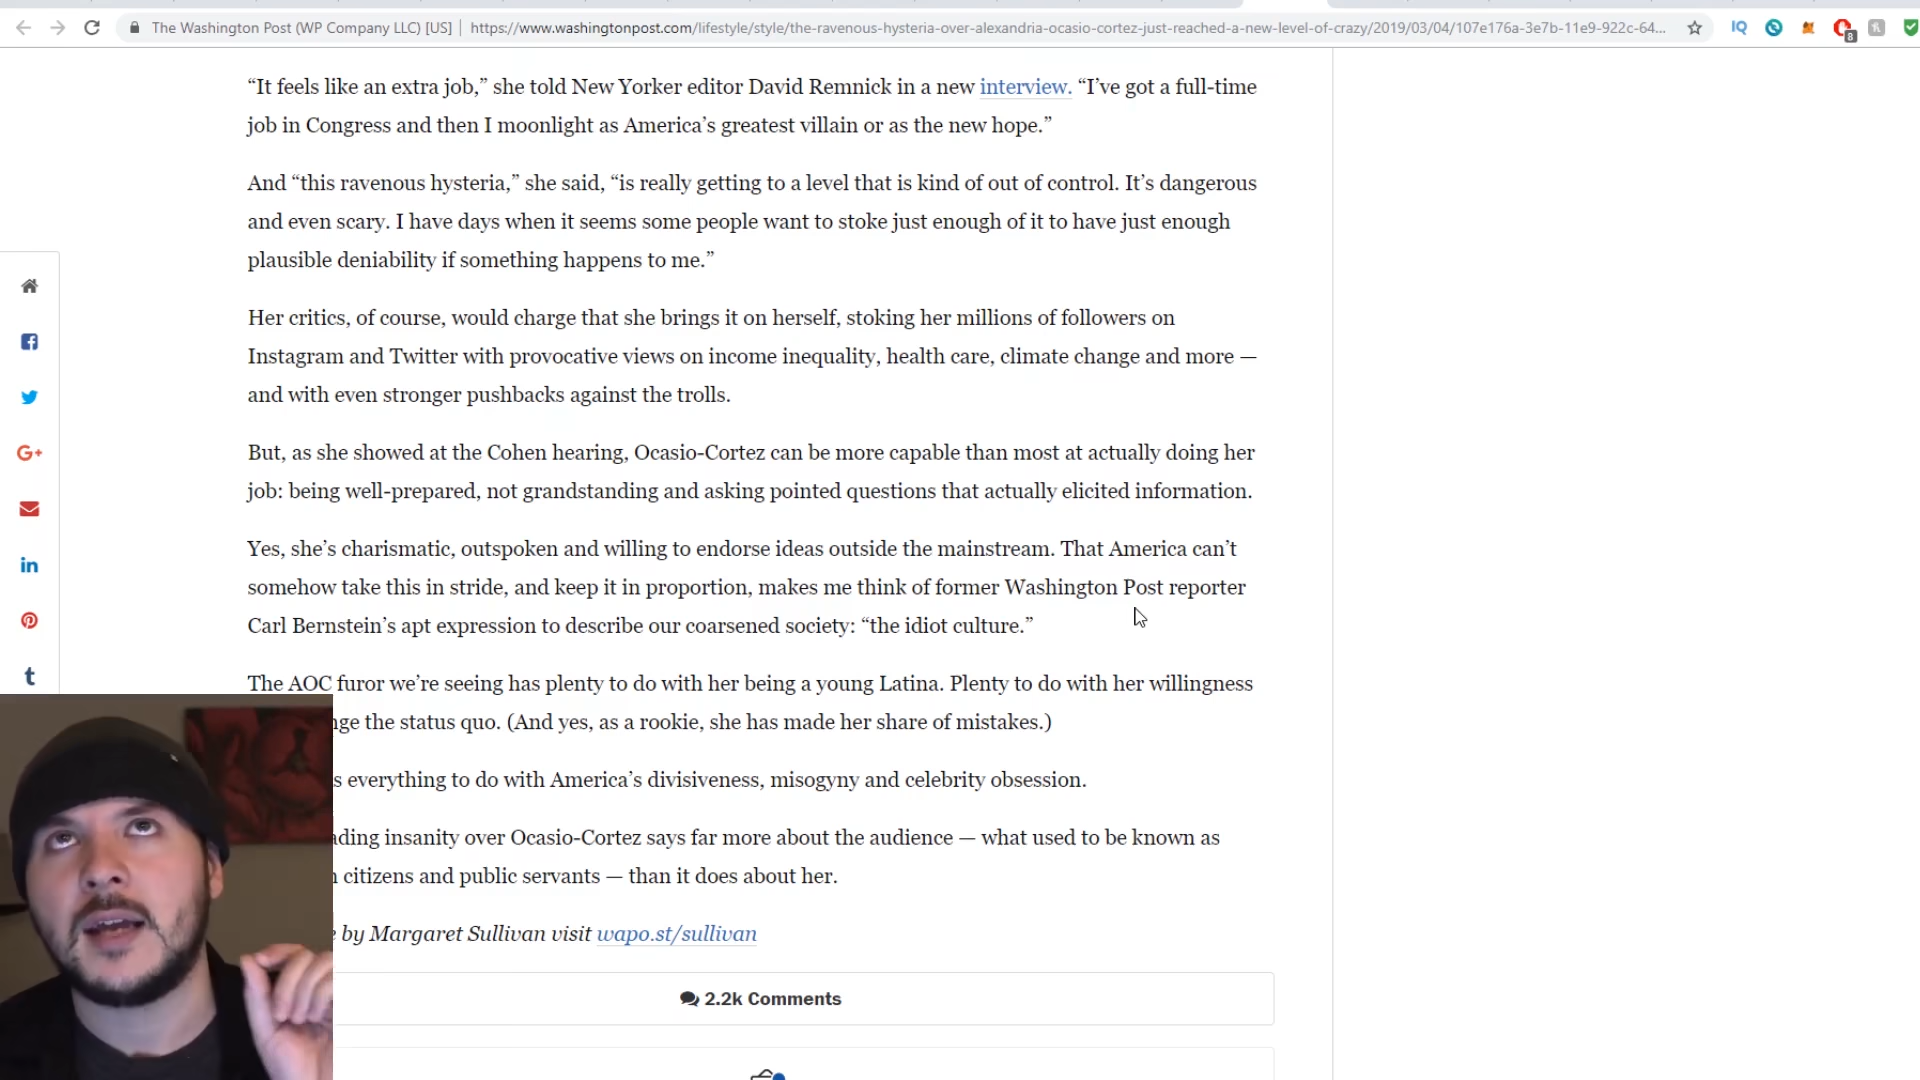 The Washington Post (WP Company LLC) [US] | https://www.washingtonpost.com/lifestyle/style/the-ravenous-hysteria-over-alexandria-ocasio-cortez-just-reached-a-new-level-of-crazy/2019/03/04/107e176a-3e7b-11e9-922c-64...
IQ
8
“It feels like an extra job,” she told New Yorker editor David Remnick in a new interview. “I’ve got a full-time
job in Congress and then I moonlight as America’s greatest villain or as the new hope.”
And “this ravenous hysteria,” she said, “is really getting to a level that is kind of out of control. It’s dangerous
and even scary. I have days when it seems some people want to stoke just enough of it to have just enough
plausible deniability if something happens to me.”
Her critics, of course, would charge that she brings it on herself, stoking her millions of followers on
Instagram and Twitter with provocative views on income inequality, health care, climate change and more —
and with even stronger pushbacks against the trolls.
But, as she showed at the Cohen hearing, Ocasio-Cortez can be more capable than most at actually doing her
job: being well-prepared, not grandstanding and asking pointed questions that actually elicited information.
Yes, she’s charismatic, outspoken and willing to endorse ideas outside the mainstream. That America can’t
somehow take this in stride, and keep it in proportion, makes me think of former Washington Post reporter
Carl Bernstein’s apt expression to describe our coarsened society: “the idiot culture.”
The AOC furor we’re seeing has plenty to do with her being a young Latina. Plenty to do with her willingness
nge the status quo. (And yes, as a rookie, she has made her share of mistakes.)
s everything to do with America’s divisiveness, misogyny and celebrity obsession.
ading insanity over Ocasio-Cortez says far more about the audience — what used to be known as
citizens and public servants — than it does about her.
by Margaret Sullivan visit wapo.st/sullivan
2.2k Comments